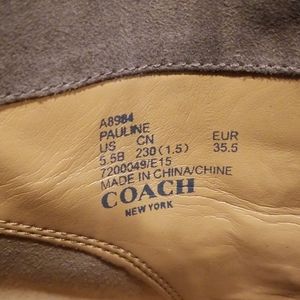 A8984
PAULINE
US CN EUR
5.5B 230(1.5) 35.5
7200049/E15
MADE IN CHINA/CHINE
COACH
NEW YORK